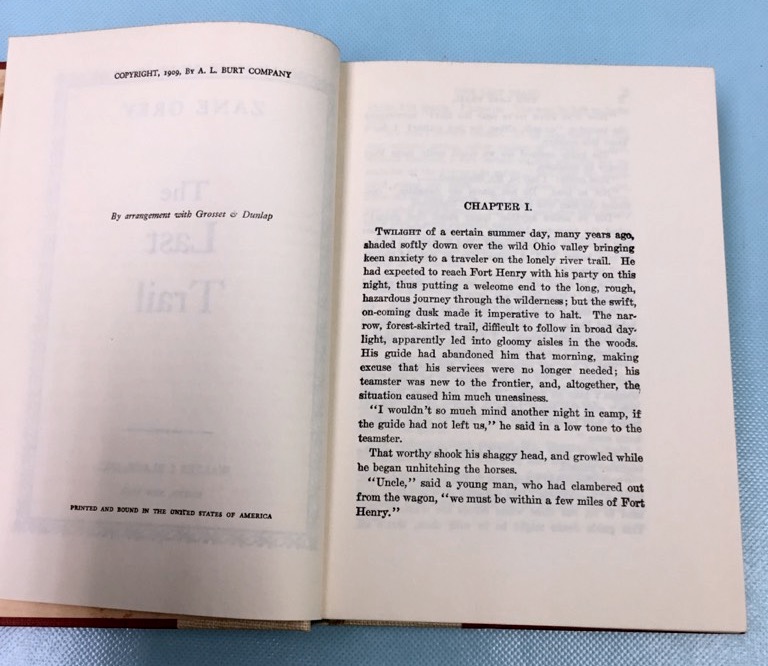 COPYRIGHT, 1909, BY A. L. BURT COMPANY
ZANE GREY
The
By arrangement with Grosset & Dunlap
Last
Trail
PRINTED AND BOUND IN THE UNITED STATES OF AMERICA
CHAPTER I.
TWILIGHT of a certain summer day, many years ago,
shaded softly down over the wild Ohio valley bringing
keen anxiety to a traveler on the lonely river trail. He
had expected to reach Fort Henry with his party on this
night, thus putting a welcome end to the long, rough,
hazardous journey through the wilderness; but the swift,
on-coming dusk made it imperative to halt. The nar-
row, forest-skirted trail, difficult to follow in broad day-
light, apparently led into gloomy aisles in the woods.
His guide had abandoned him that morning, making
excuse that his services were no longer needed; his
teamster was new to the frontier, and, altogether, the
situation caused him much uneasiness.
"I wouldn't so much mind another night in camp, if
the guide had not left us," he said in a low tone to the
teamster.
That worthy shook his shaggy head, and growled while
he began unhitching the horses.
"Uncle," said a young man, who had clambered out
from the wagon, "we must be within a few miles of Fort
Henry."